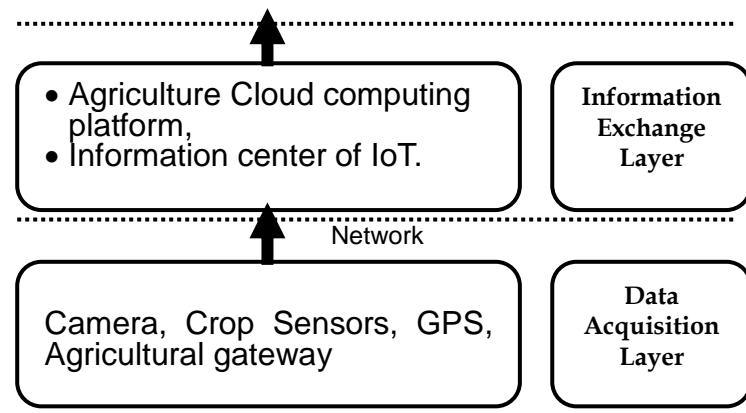 • Agriculture Cloud computing
platform,
• Information center of IoT.
Information
Exchange
Layer
Network
Camera, Crop Sensors, GPS,
Agricultural gateway
Data
Acquisition
Layer